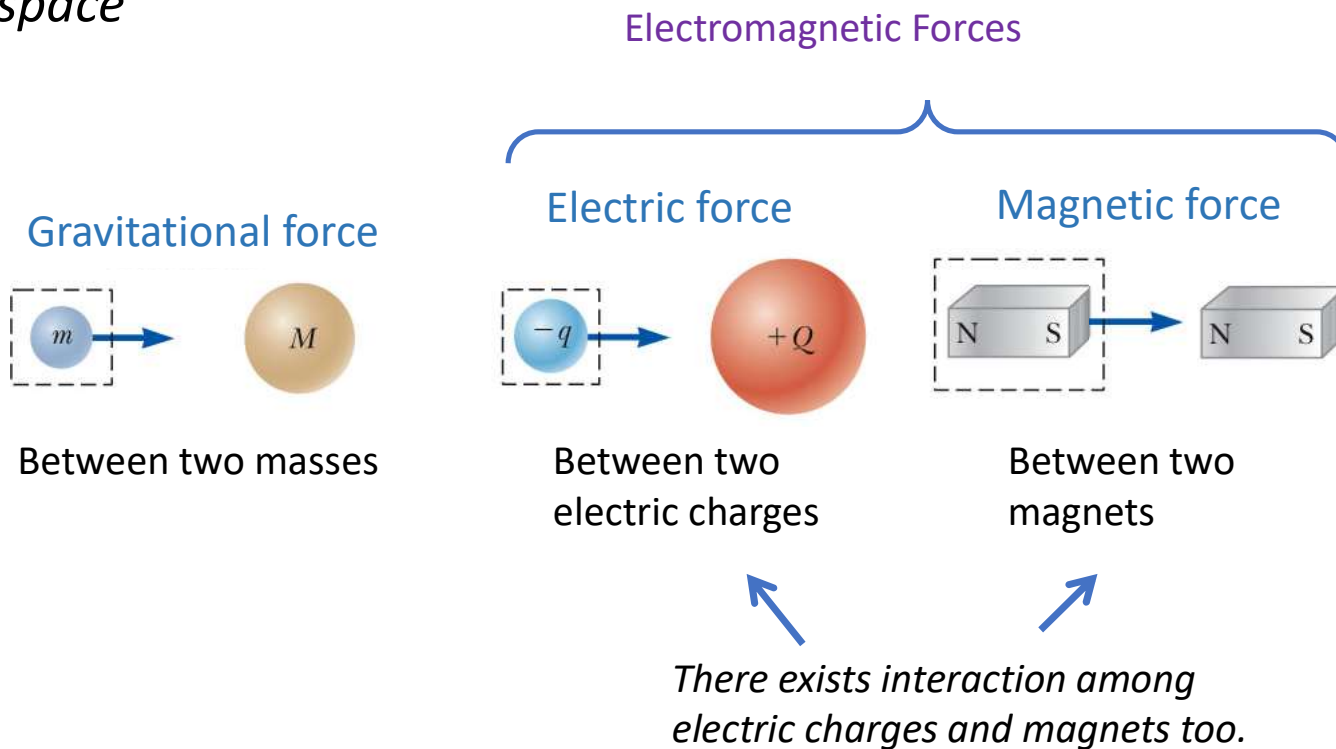 space
Electromagnetic Forces
Gravitational force
Electric force
Magnetic force
m
M
−q
+Q
N S
N S
Between two masses
Between two
electric charges
Between two
magnets
There exists interaction among
electric charges and magnets too.